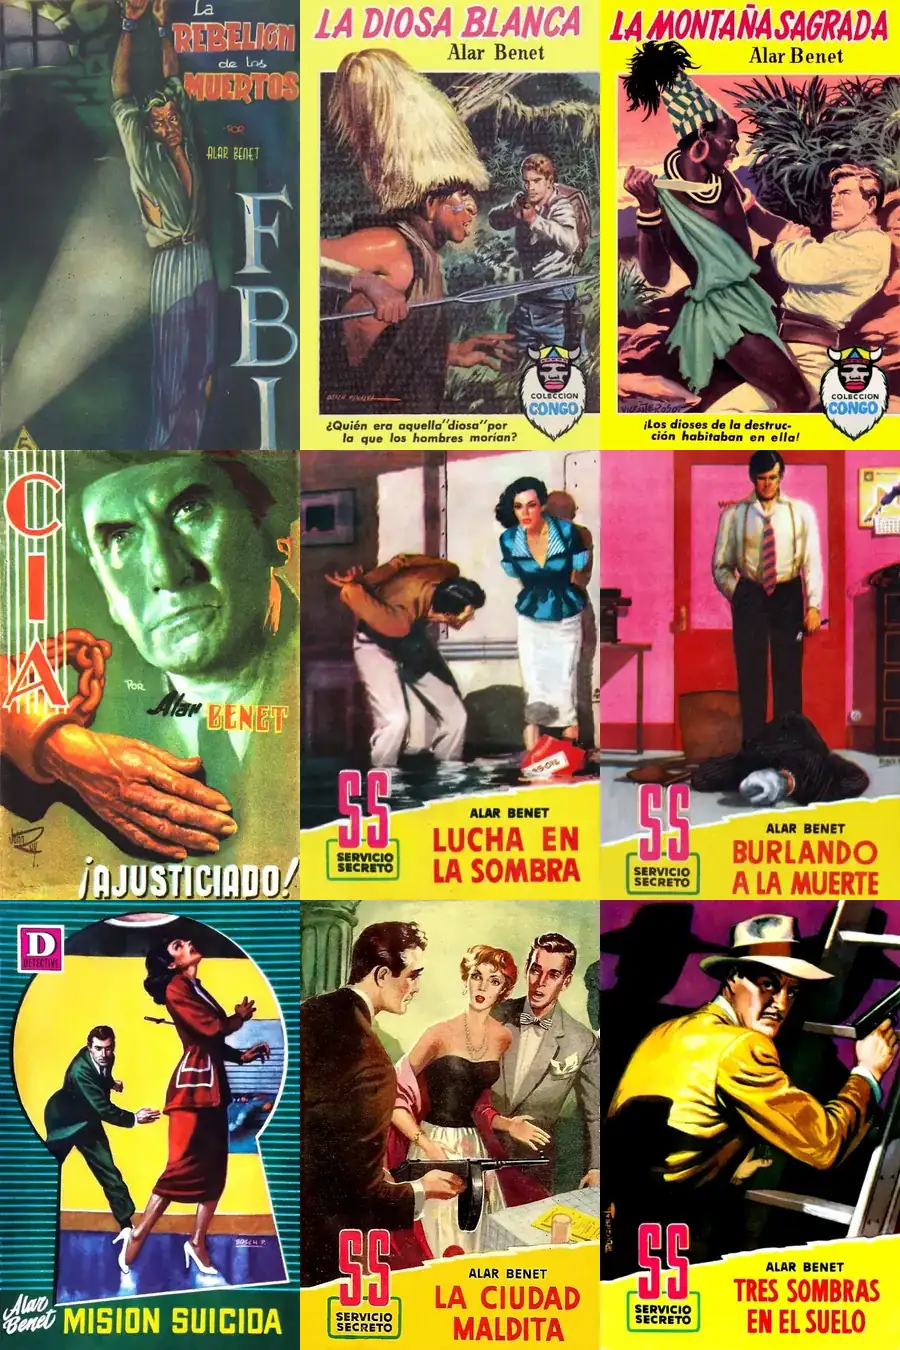 La
REBELION
de los
MUERTOS
POR
ALAR BENET
FBI
5
LA DIOSA BLANCA
Alar Benet
COLECCION
CONGO
¿Quién era aquella "diosa" por
la que los hombres morían?
LA MONTAÑA SAGRADA
Alar Benet
COLECCION
CONGO
¡Los dioses de la destruc-
ción habitaban en ella!
CIA
POR
Alar BENET
¡AJUSTICIADO!
SS
SERVICIO
SECRETO
ALAR BENET
LUCHA EN
LA SOMBRA
SS
SERVICIO
SECRETO
ALAR BENET
BURLANDO
A LA MUERTE
D
DETECTIVE
BOSCH P.
Alar
Benet
MISION SUICIDA
SS
SERVICIO
SECRETO
ALAR BENET
LA CIUDAD
MALDITA
SS
SERVICIO
SECRETO
ALAR BENET
TRES SOMBRAS
EN EL SUELO